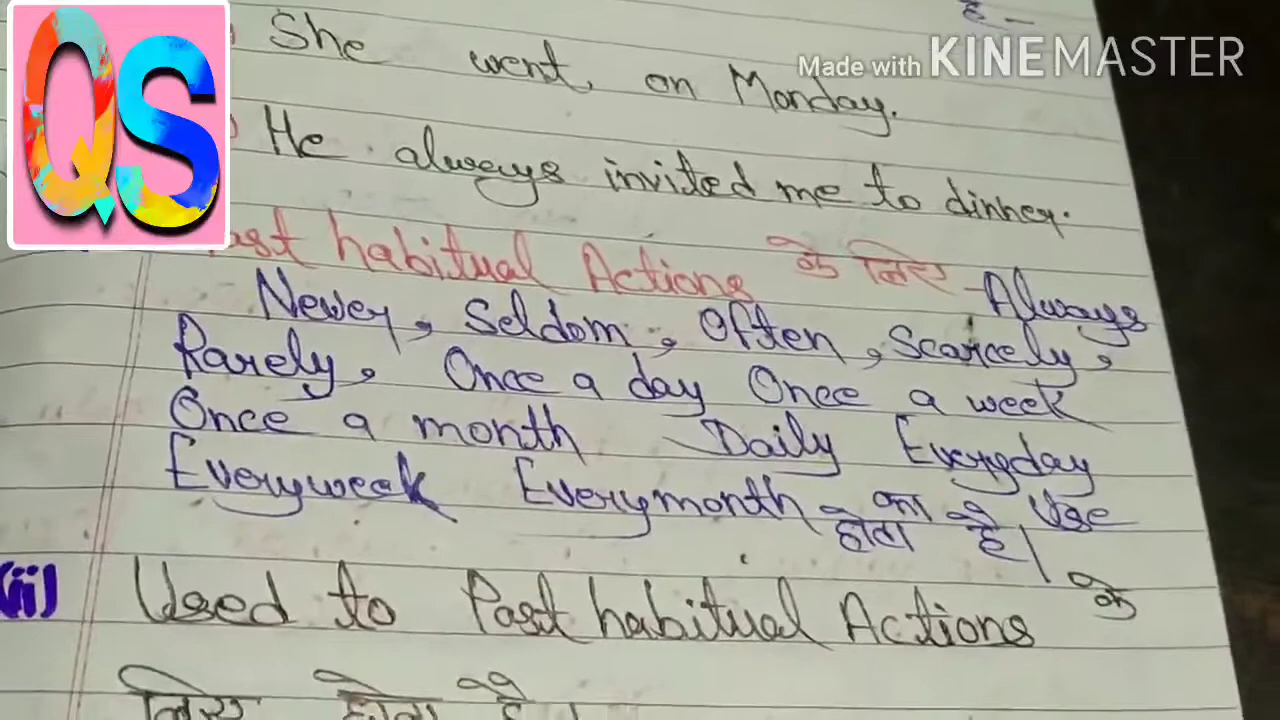 है –
Made with KINEMASTER
QS
She went on Monday.
He always invited me to dinner.
Past habitual Actions के लिए – Always
Never, Seldom, Often, Scarcely,
Rarely, Once a day Once a week
Once a month Daily Everyday
Everyweek Everymonth का Use
होता है।
(ii) Used to Past habitual Actions के
लिए होता है।